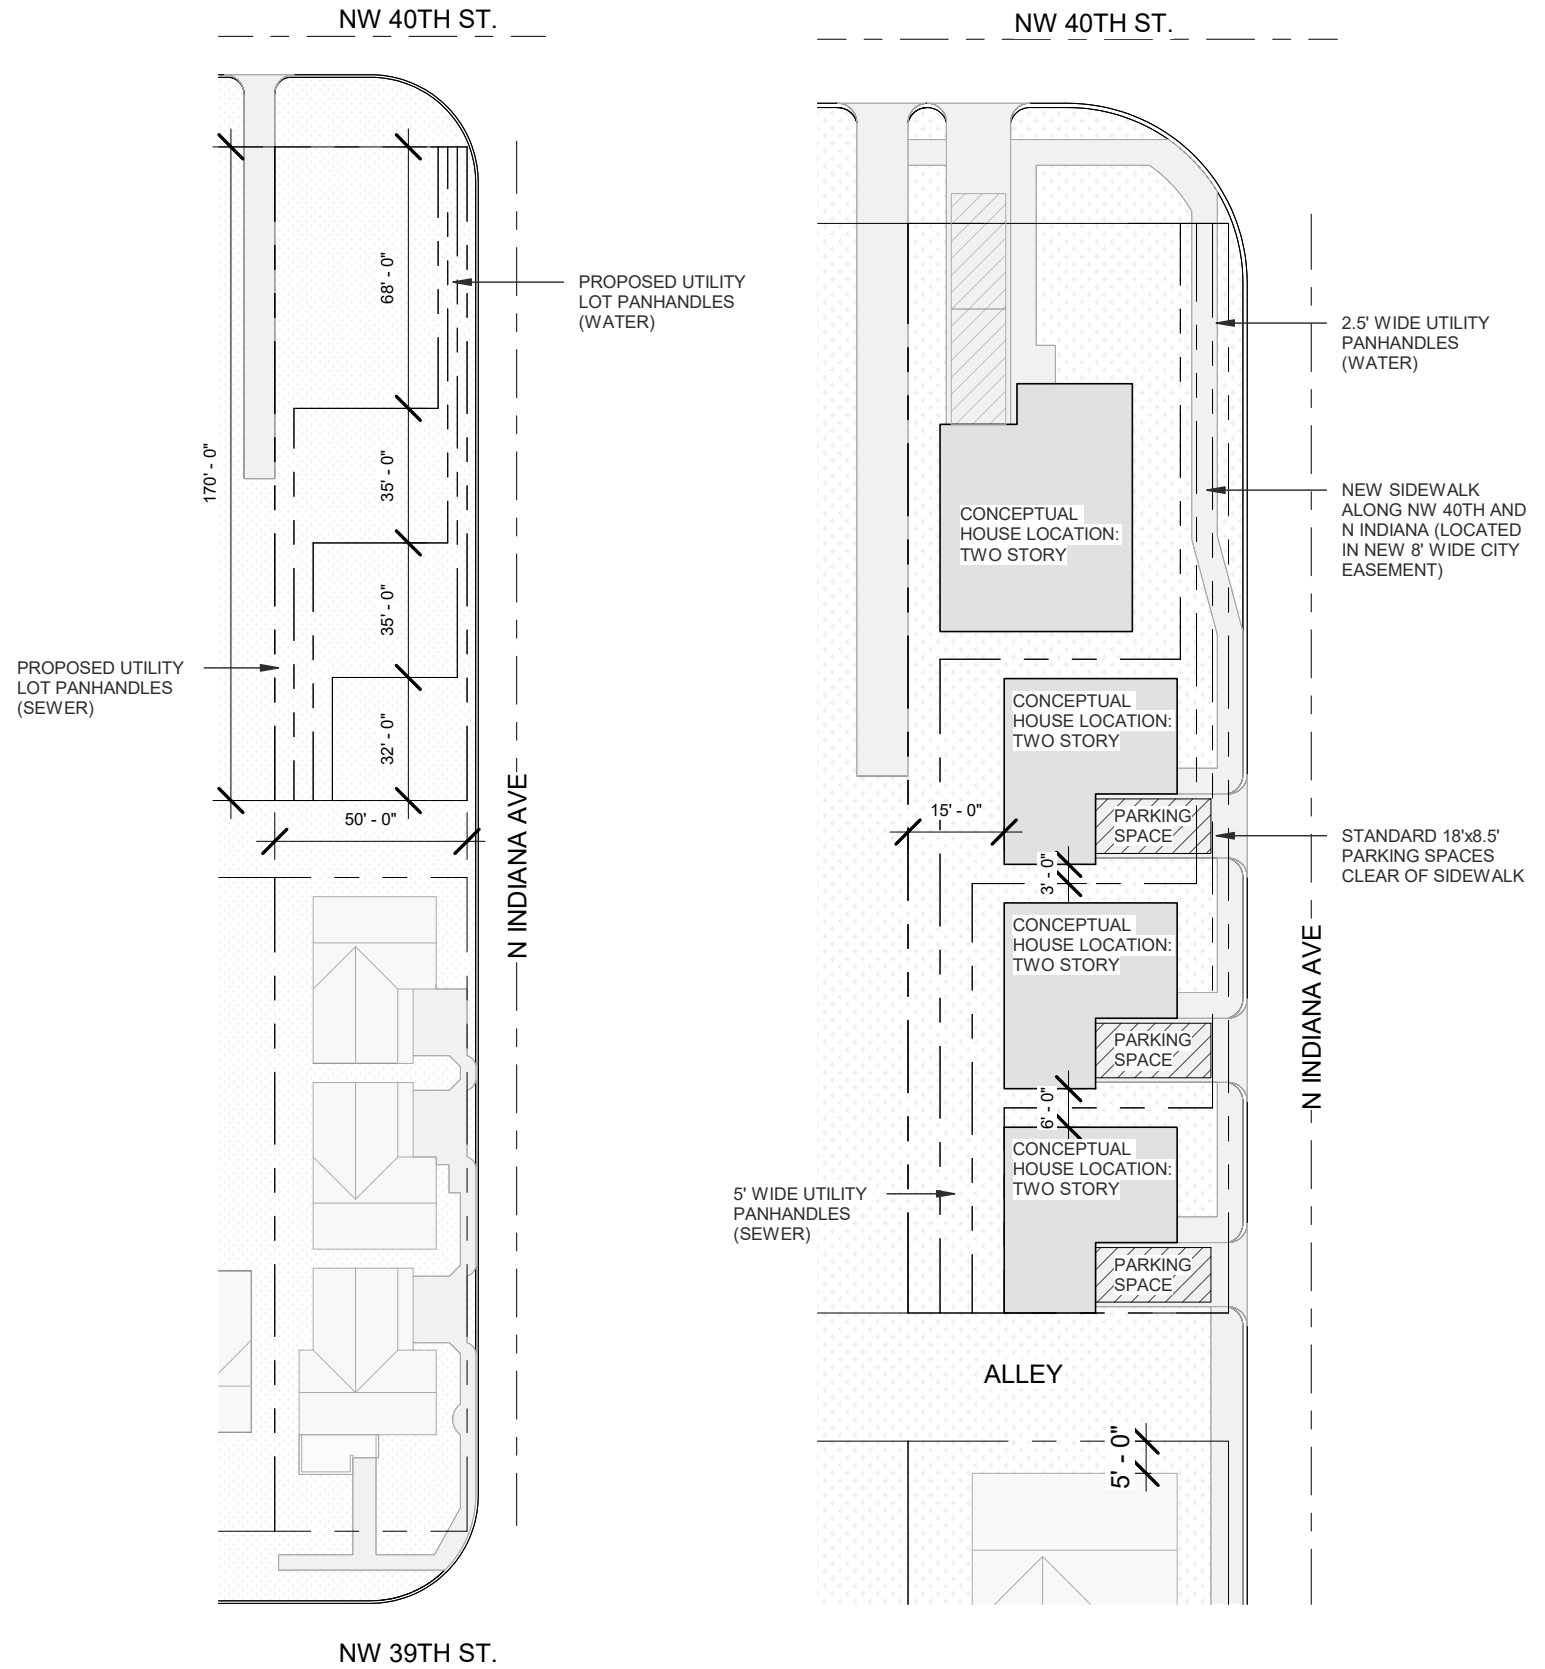 NW 40TH ST.
68' - 0"
PROPOSED UTILITY
LOT PANHANDLES
(WATER)
170' - 0"
35' - 0"
35' - 0"
PROPOSED UTILITY
LOT PANHANDLES
(SEWER)
32' - 0"
50' - 0"
N INDIANA AVE
NW 39TH ST.
NW 40TH ST.
2.5' WIDE UTILITY
PANHANDLES
(WATER)
NEW SIDEWALK
ALONG NW 40TH AND
N INDIANA (LOCATED
IN NEW 8' WIDE CITY
EASEMENT)
CONCEPTUAL
HOUSE LOCATION:
TWO STORY
CONCEPTUAL
HOUSE LOCATION:
TWO STORY
15' - 0"
PARKING
SPACE
STANDARD 18'x8.5'
PARKING SPACES
CLEAR OF SIDEWALK
3' - 0"
CONCEPTUAL
HOUSE LOCATION:
TWO STORY
PARKING
SPACE
N INDIANA AVE
6' - 0"
CONCEPTUAL
HOUSE LOCATION:
TWO STORY
5' WIDE UTILITY
PANHANDLES
(SEWER)
PARKING
SPACE
ALLEY
5' - 0"